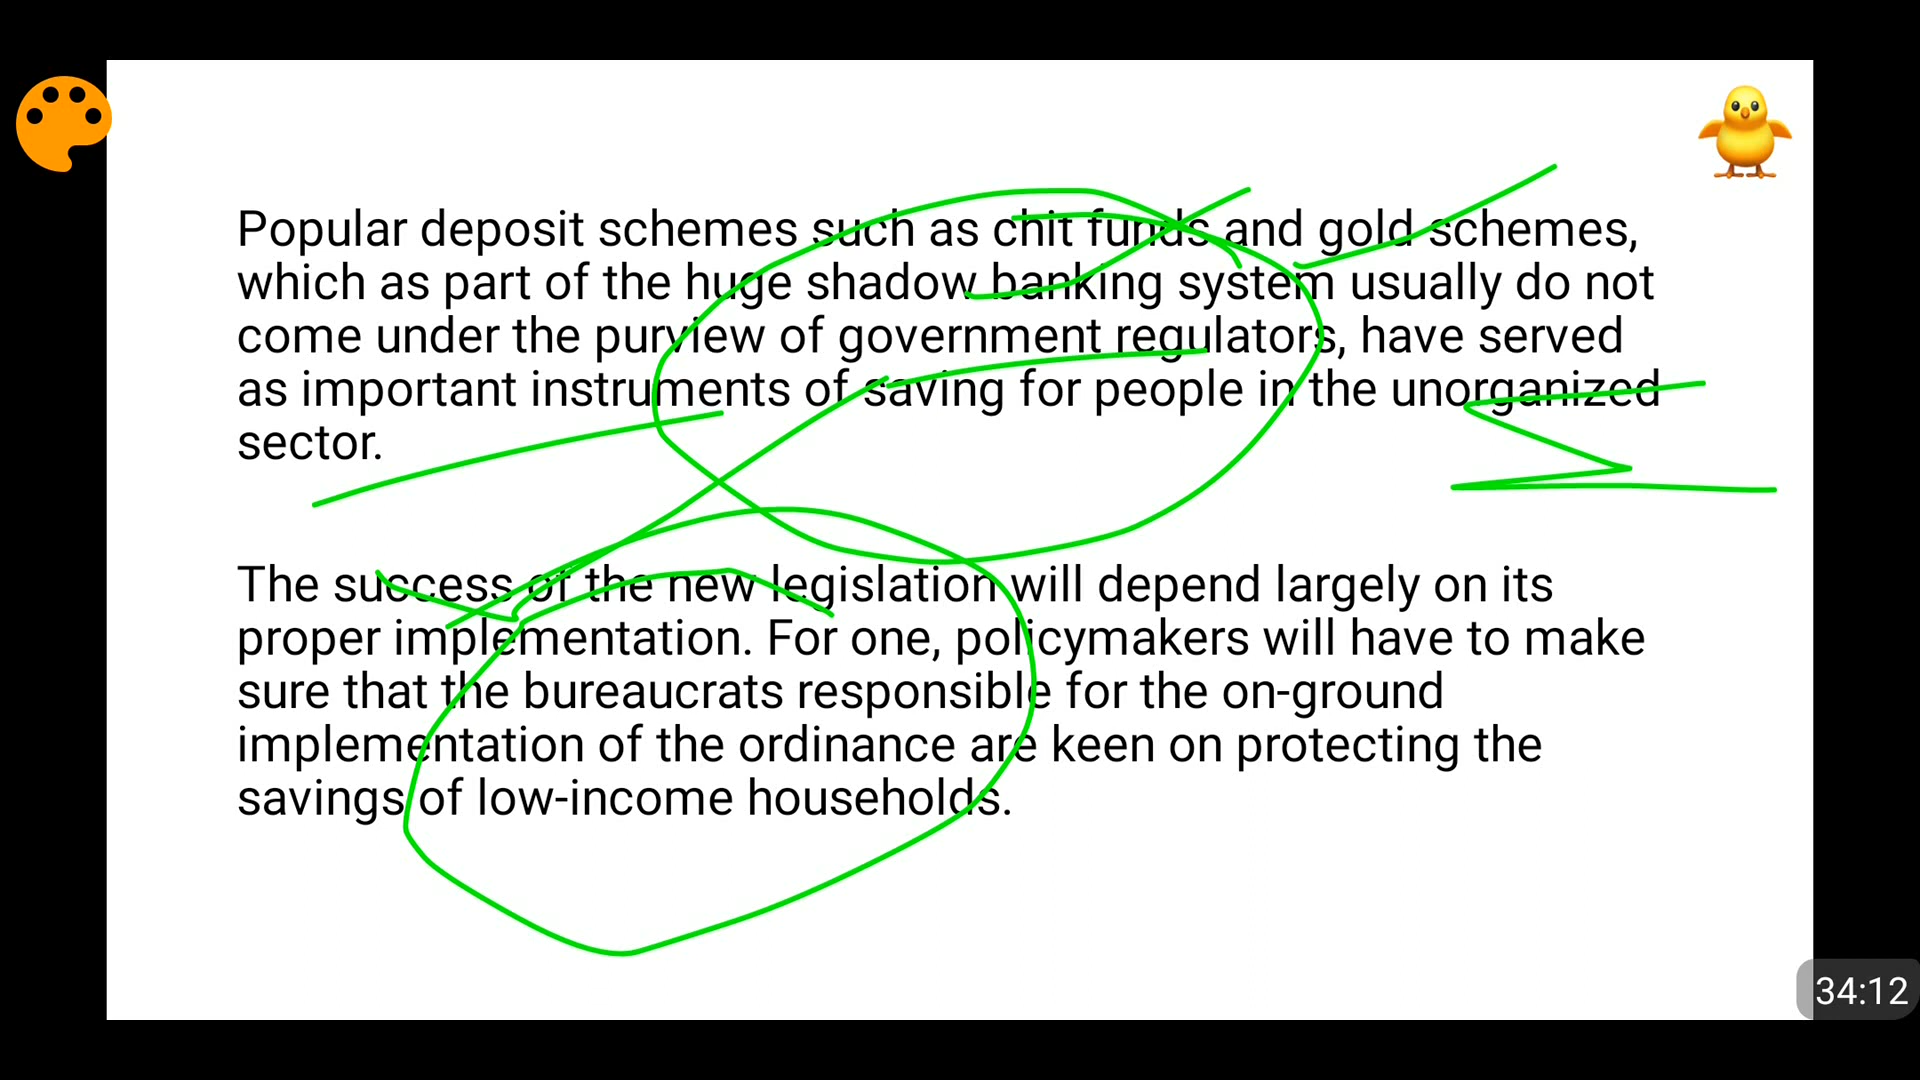 Popular deposit schemes such as chit funds and gold schemes,
which as part of the huge shadow banking system usually do not
come under the purview of government regulators, have served
as important instruments of saving for people in the unorganized
sector.
The success of the new legislation will depend largely on its
proper implementation. For one, policymakers will have to make
sure that the bureaucrats responsible for the on-ground
implementation of the ordinance are keen on protecting the
savings of low-income households.
34:12